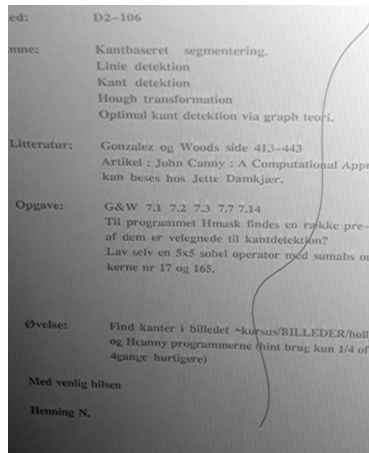 ed: D2-106
mne: Kantbaseret segmentering.
Linie detektion
Kant detektion
Hough transformation
Optimal kant detektion via graph teori.
Litteratur: Gonzalez og Woods side 413-443
Artikel : John Canny : A Computational Appr
kan beses hos Jette Damkjær.
Opgave: G&W 7.1 7.2 7.3 7.7 7.14
Til programmet Hmask findes en række pre-
af dem er velegnede til kantdetektion?
Lav selv en 5x5 sobel operator med sumabs o
kerne nr 17 og 165.
Øvelse: Find kanter i billedet ~kursus/BILLEDER/holl
og Hcanny programmerne (hint brug kun 1/4 of
4gange hurtigere)
Med venlig hilsen
Henning N.